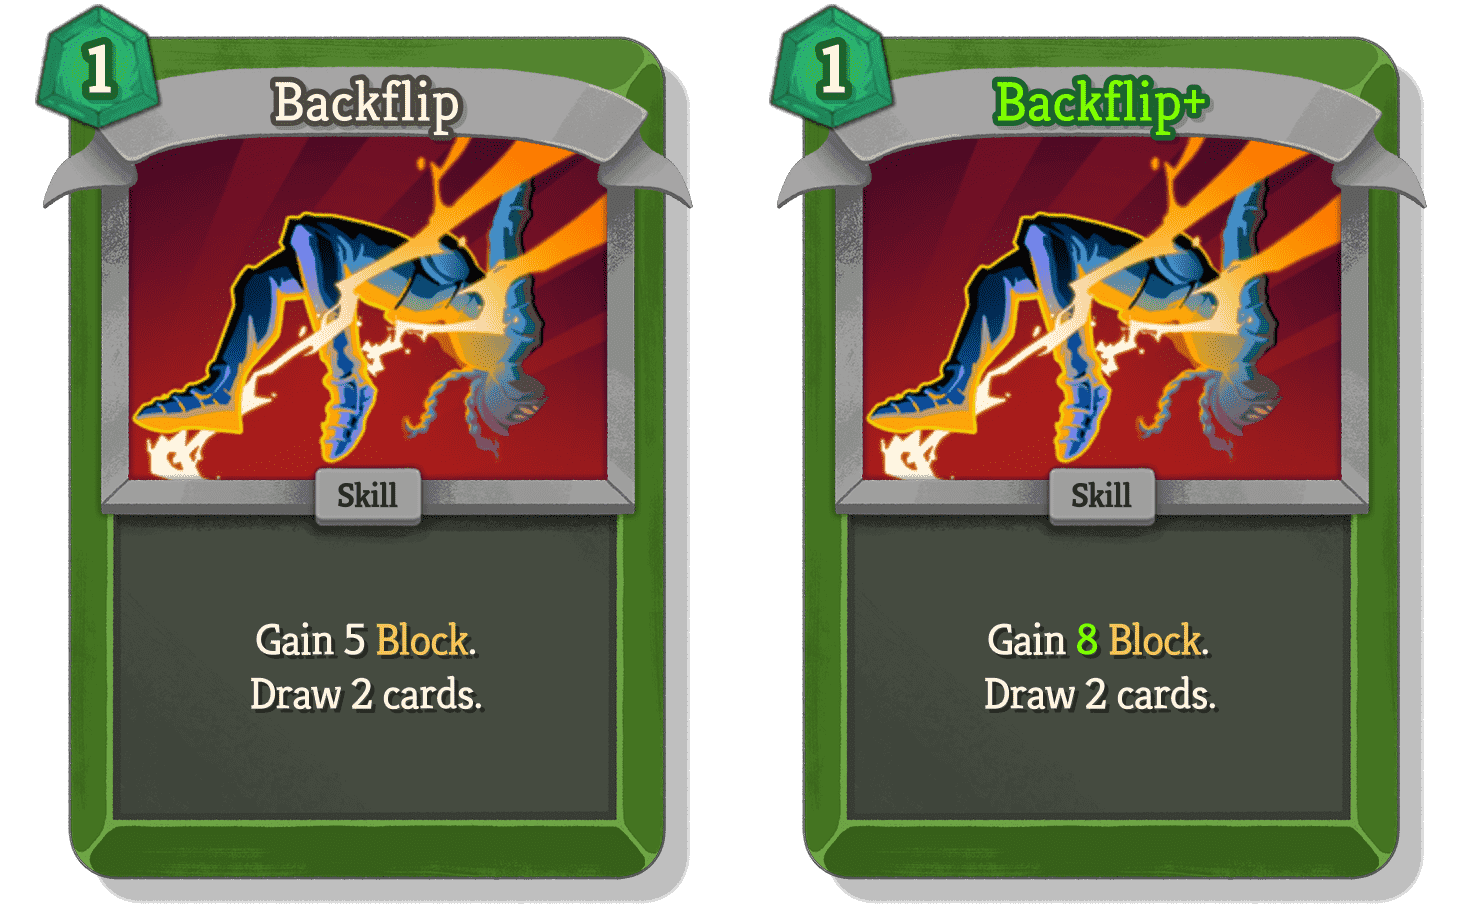 1
Backflip
Skill
Gain 5 Block.
Draw 2 cards.
1
Backflip+
Skill
Gain 8 Block.
Draw 2 cards.